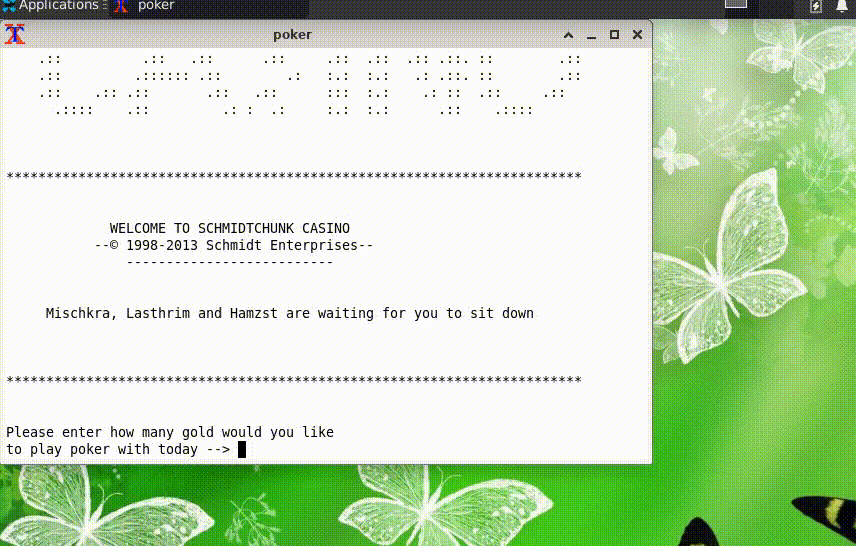 Applications
poker
poker
.::          .::   .::      .::     .::  .::  .:: .::. ::        .::
.::         .:::::: .::        .:   :.:  :.:   .: .::. ::        .::
.::    .:: .::       .::   .::      :::  :.:    .: ::  .::     .::
.::::    .::         .: :  .:     :.:  :.:      .::    .::::
************************************************************************
WELCOME TO SCHMIDTCHUNK CASINO
--© 1998-2013 Schmidt Enterprises--
--------------------------
Mischkra, Lasthrim and Hamzst are waiting for you to sit down
************************************************************************
Please enter how many gold would you like
to play poker with today -->